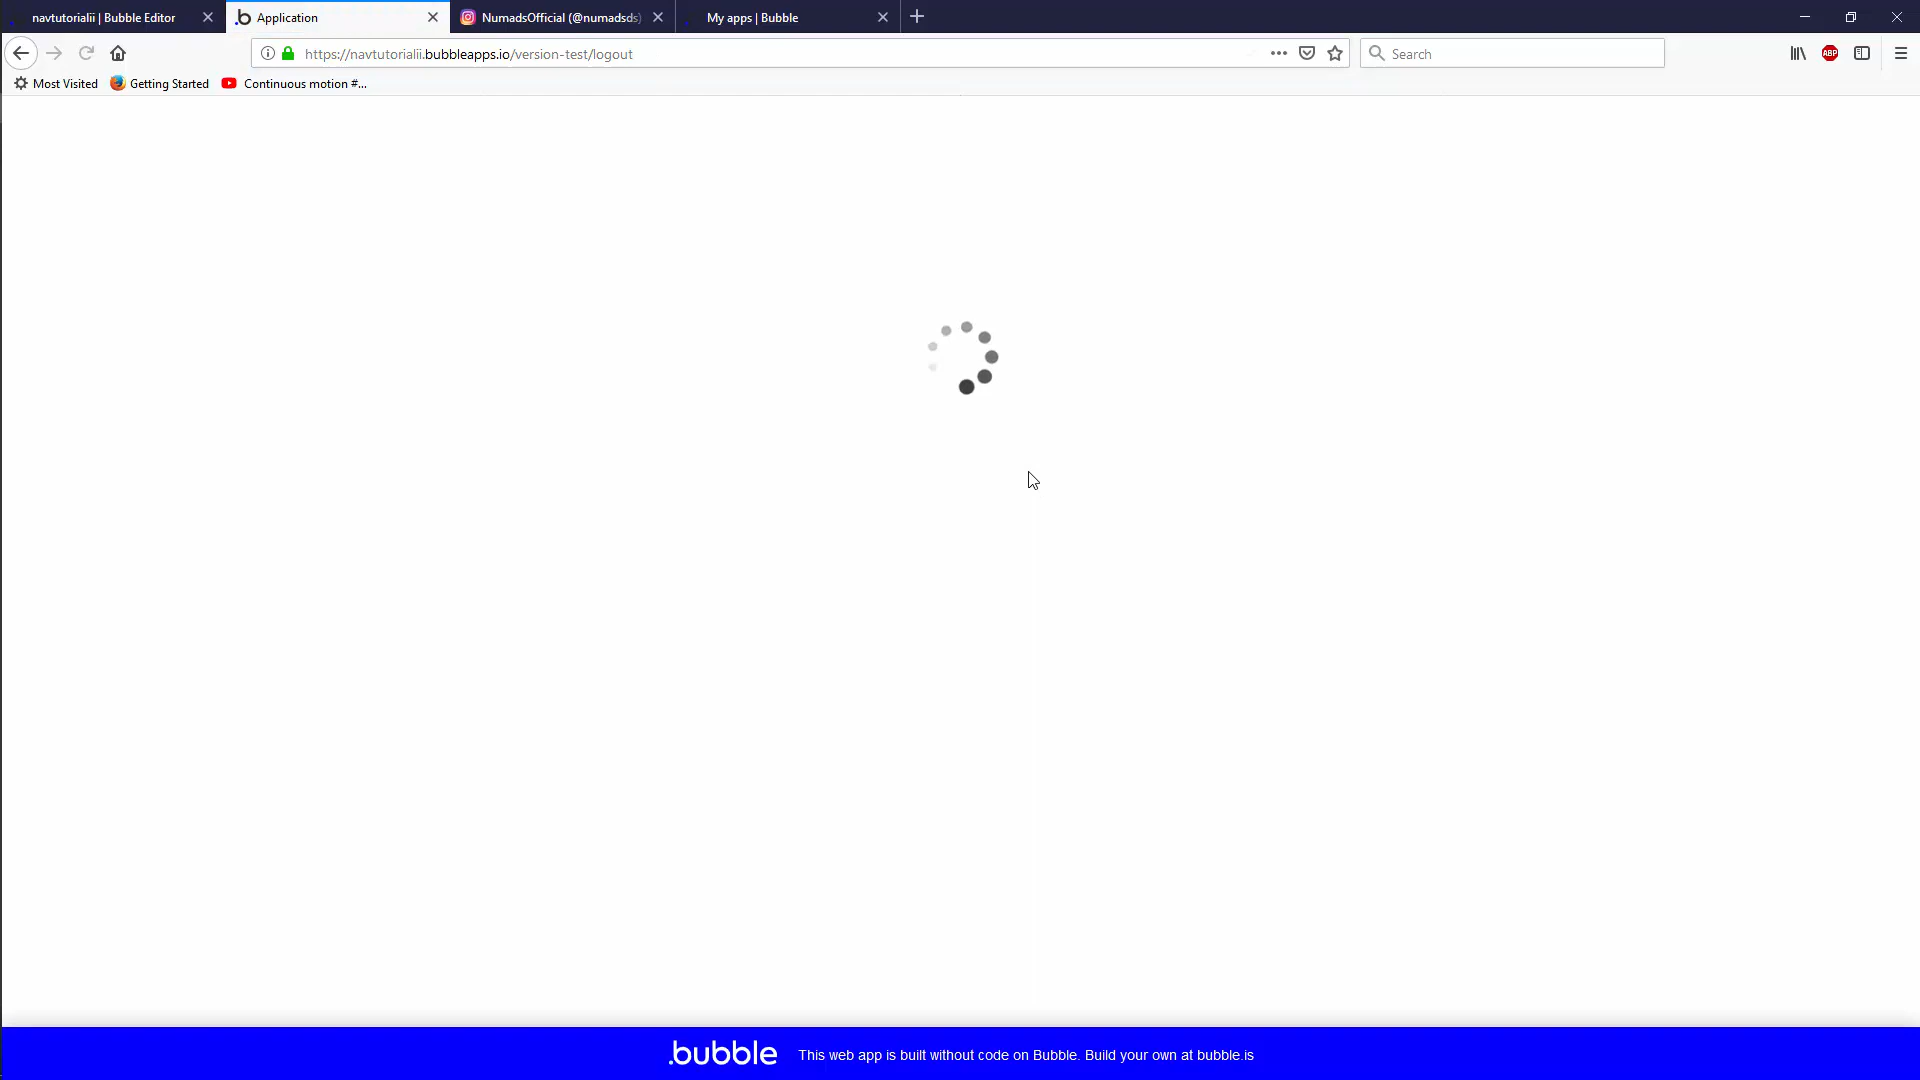 navtutorialii | Bubble Editor
Application
NumadsOfficial (@numadsds)
My apps | Bubble
https://navtutorialii.bubbleapps.io/version-test/logout
Search
ABP
Most Visited
Getting Started
Continuous motion #...
.bubble
This web app is built without code on Bubble. Build your own at bubble.is